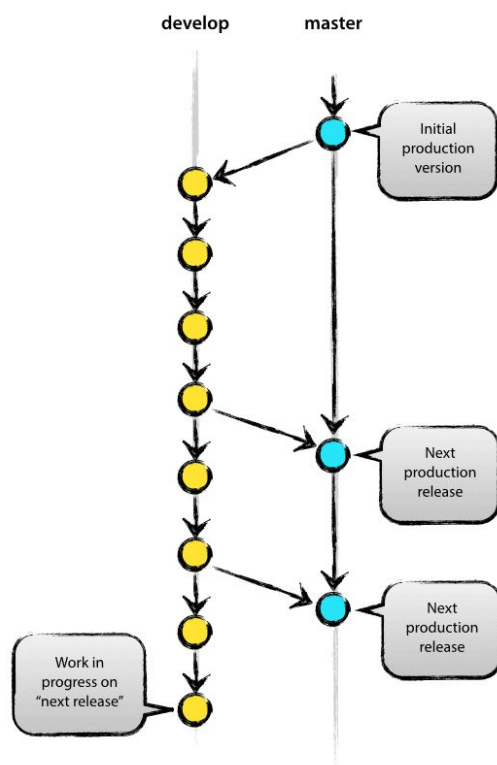 develop
master
Initial
production
version
Next
production
release
Next
production
release
Work in
progress on
“next release”